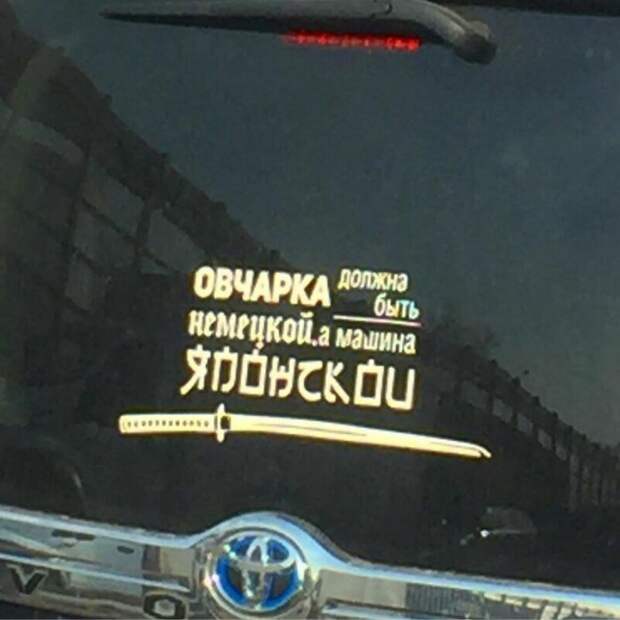 ОВЧАРКА должна быть
немецкой, а машина
ЯПОНСКОЙ
V O